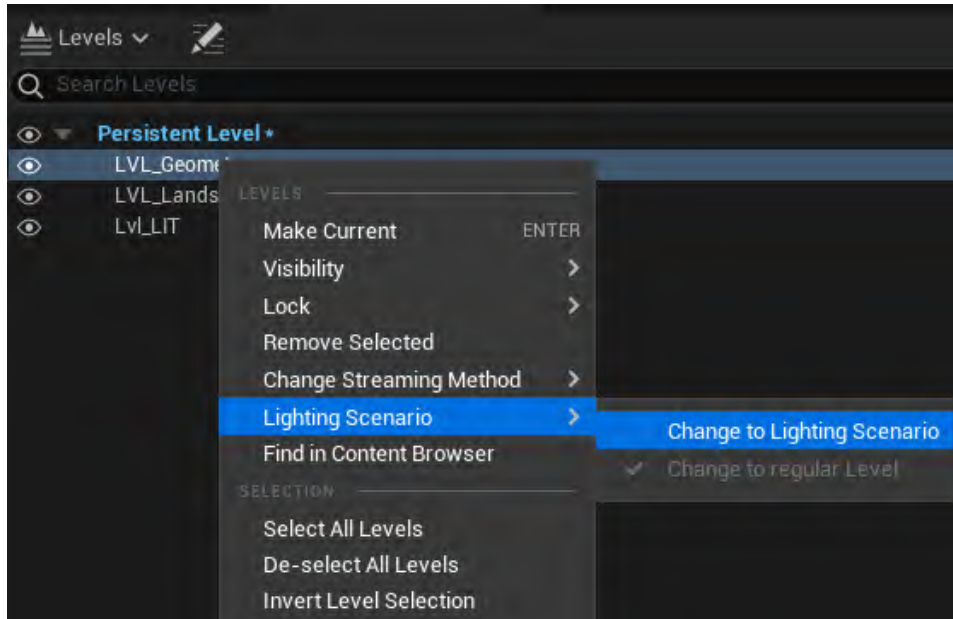 Levels
Search Levels
Persistent Level *
LVL_Geome
LVL_Lands
Lvl_LIT
LEVELS
Make Current ENTER
Visibility
Lock
Remove Selected
Change Streaming Method
Lighting Scenario
Change to Lighting Scenario
Find in Content Browser
Change to regular Level
SELECTION
Select All Levels
De-select All Levels
Invert Level Selection